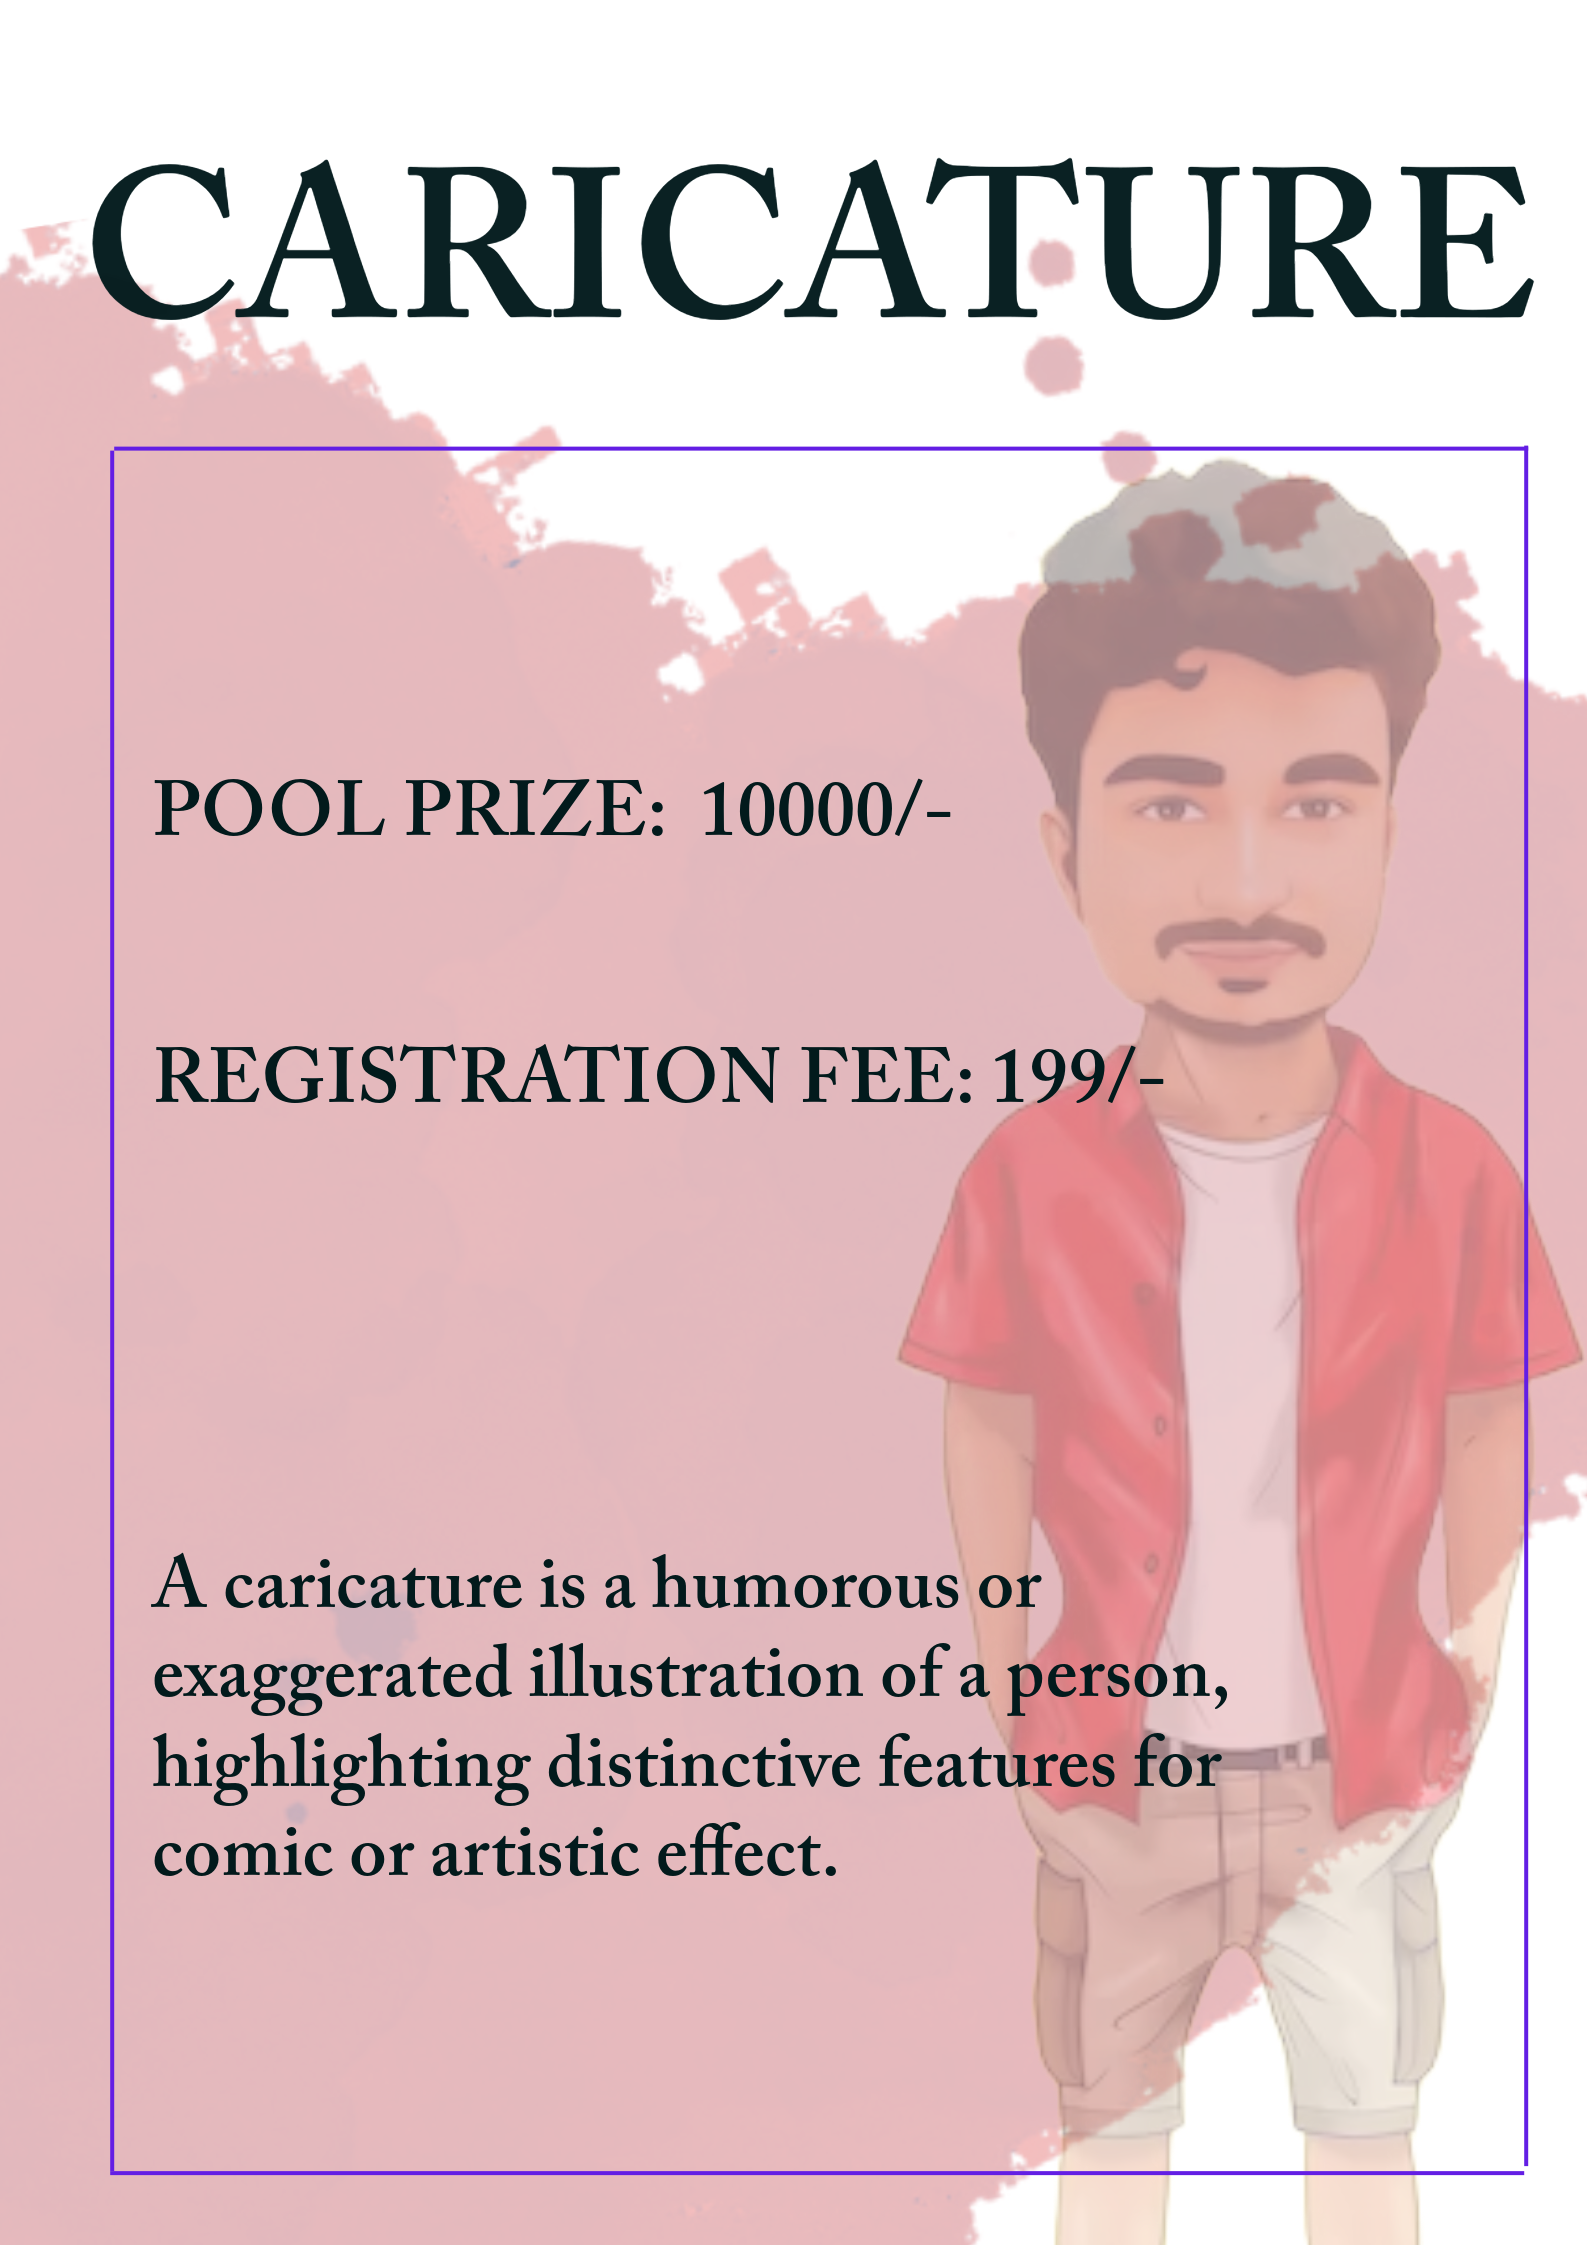 CARICATURE
POOL PRIZE: 10000/-
REGISTRATION FEE: 199/-
A caricature is a humorous or
exaggerated illustration of a person,
highlighting distinctive features for
comic or artistic effect.